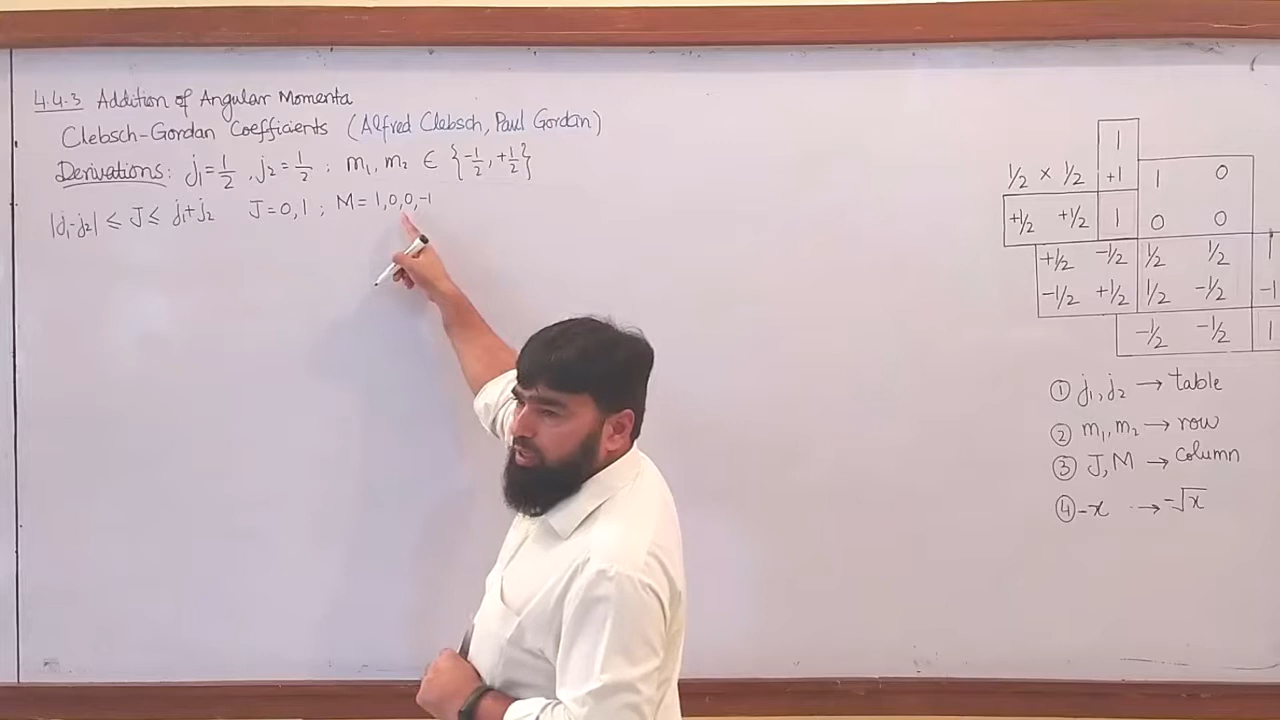 4.4.3 Addition of Angular Momenta
Clebsch-Gordan Coefficients (Alfred Clebsch, Paul Gordan)
Derivations: j₁=1/2, j₂=1/2 ; m₁, m₂ ∈ {-1/2, +1/2}
|j₁-j₂| ≤ J ≤ j₁+j₂ J=0,1 ; M= 1,0,0,-1
1
1/2 × 1/2 +1 1 0
+1/2 +1/2 1 0 0
+1/2 -1/2 1/2 1/2 1
-1/2 +1/2 1/2 -1/2 -1
-1/2 -1/2 1
① j₁, j₂ → table
② m₁, m₂ → row
③ J, M → column
④ -x → -√x